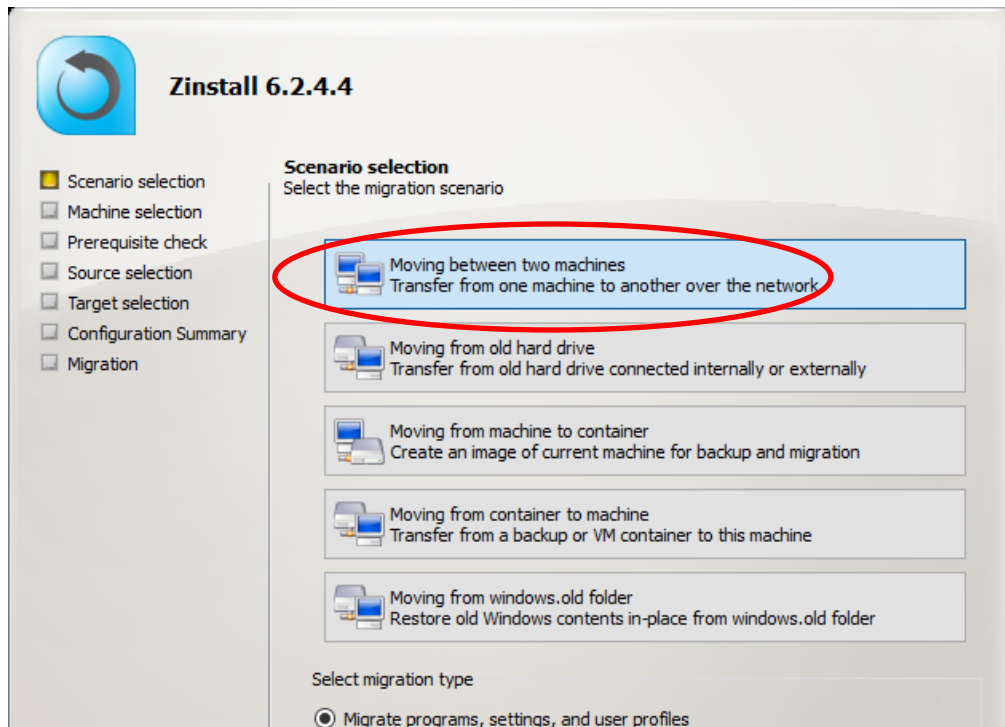 Zinstall 6.2.4.4
Scenario selection
Machine selection
Prerequisite check
Source selection
Target selection
Configuration Summary
Migration
Scenario selection
Select the migration scenario
Moving between two machines
Transfer from one machine to another over the network
Moving from old hard drive
Transfer from old hard drive connected internally or externally
Moving from machine to container
Create an image of current machine for backup and migration
Moving from container to machine
Transfer from a backup or VM container to this machine
Moving from windows.old folder
Restore old Windows contents in-place from windows.old folder
Select migration type
Migrate programs, settings, and user profiles